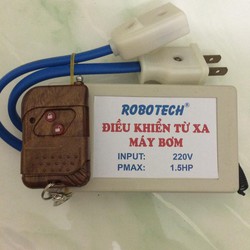 ROBOTECH®
ĐIỀU KHIỂN TỪ XA
MÁY BƠM
INPUT: 220V
PMAX: 1.5HP